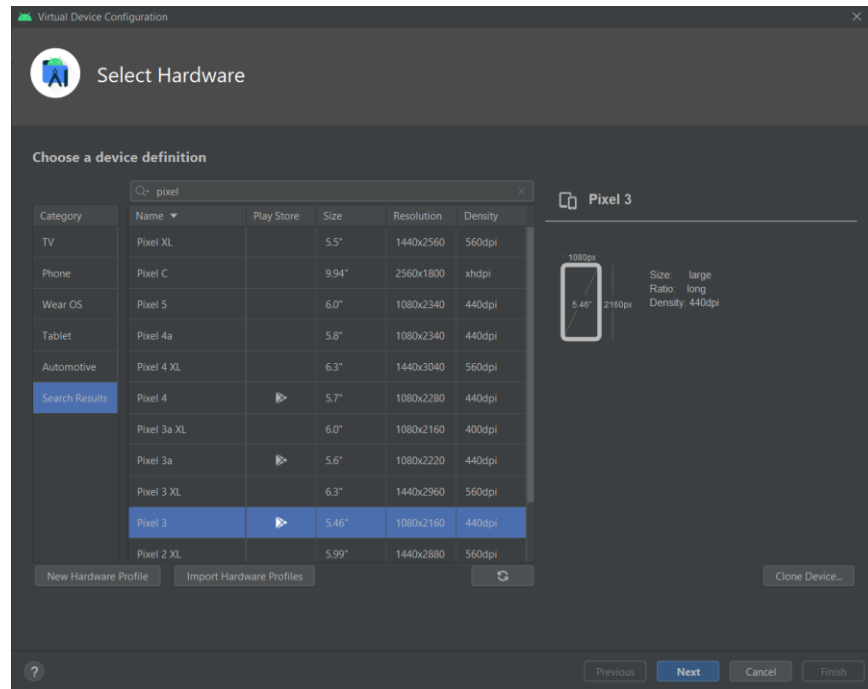 Virtual Device Configuration
Select Hardware
Choose a device definition
pixel
Category Name Play Store Size Resolution Density
TV Pixel XL 5.5" 1440x2560 560dpi
Phone Pixel C 9.94" 2560x1800 xhdpi
Wear OS Pixel 5 6.0" 1080x2340 440dpi
Tablet Pixel 4a 5.8" 1080x2340 440dpi
Automotive Pixel 4 XL 6.3" 1440x3040 560dpi
Search Results Pixel 4 5.7" 1080x2280 440dpi
Pixel 3a XL 6.0" 1080x2160 400dpi
Pixel 3a 5.6" 1080x2220 440dpi
Pixel 3 XL 6.3" 1440x2960 560dpi
Pixel 3 5.46" 1080x2160 440dpi
Pixel 2 XL 5.99" 1440x2880 560dpi
New Hardware Profile Import Hardware Profiles
Pixel 3
1080px
5.46" 2160px
Size: large
Ratio: long
Density: 440dpi
Clone Device...
? Previous Next Cancel Finish